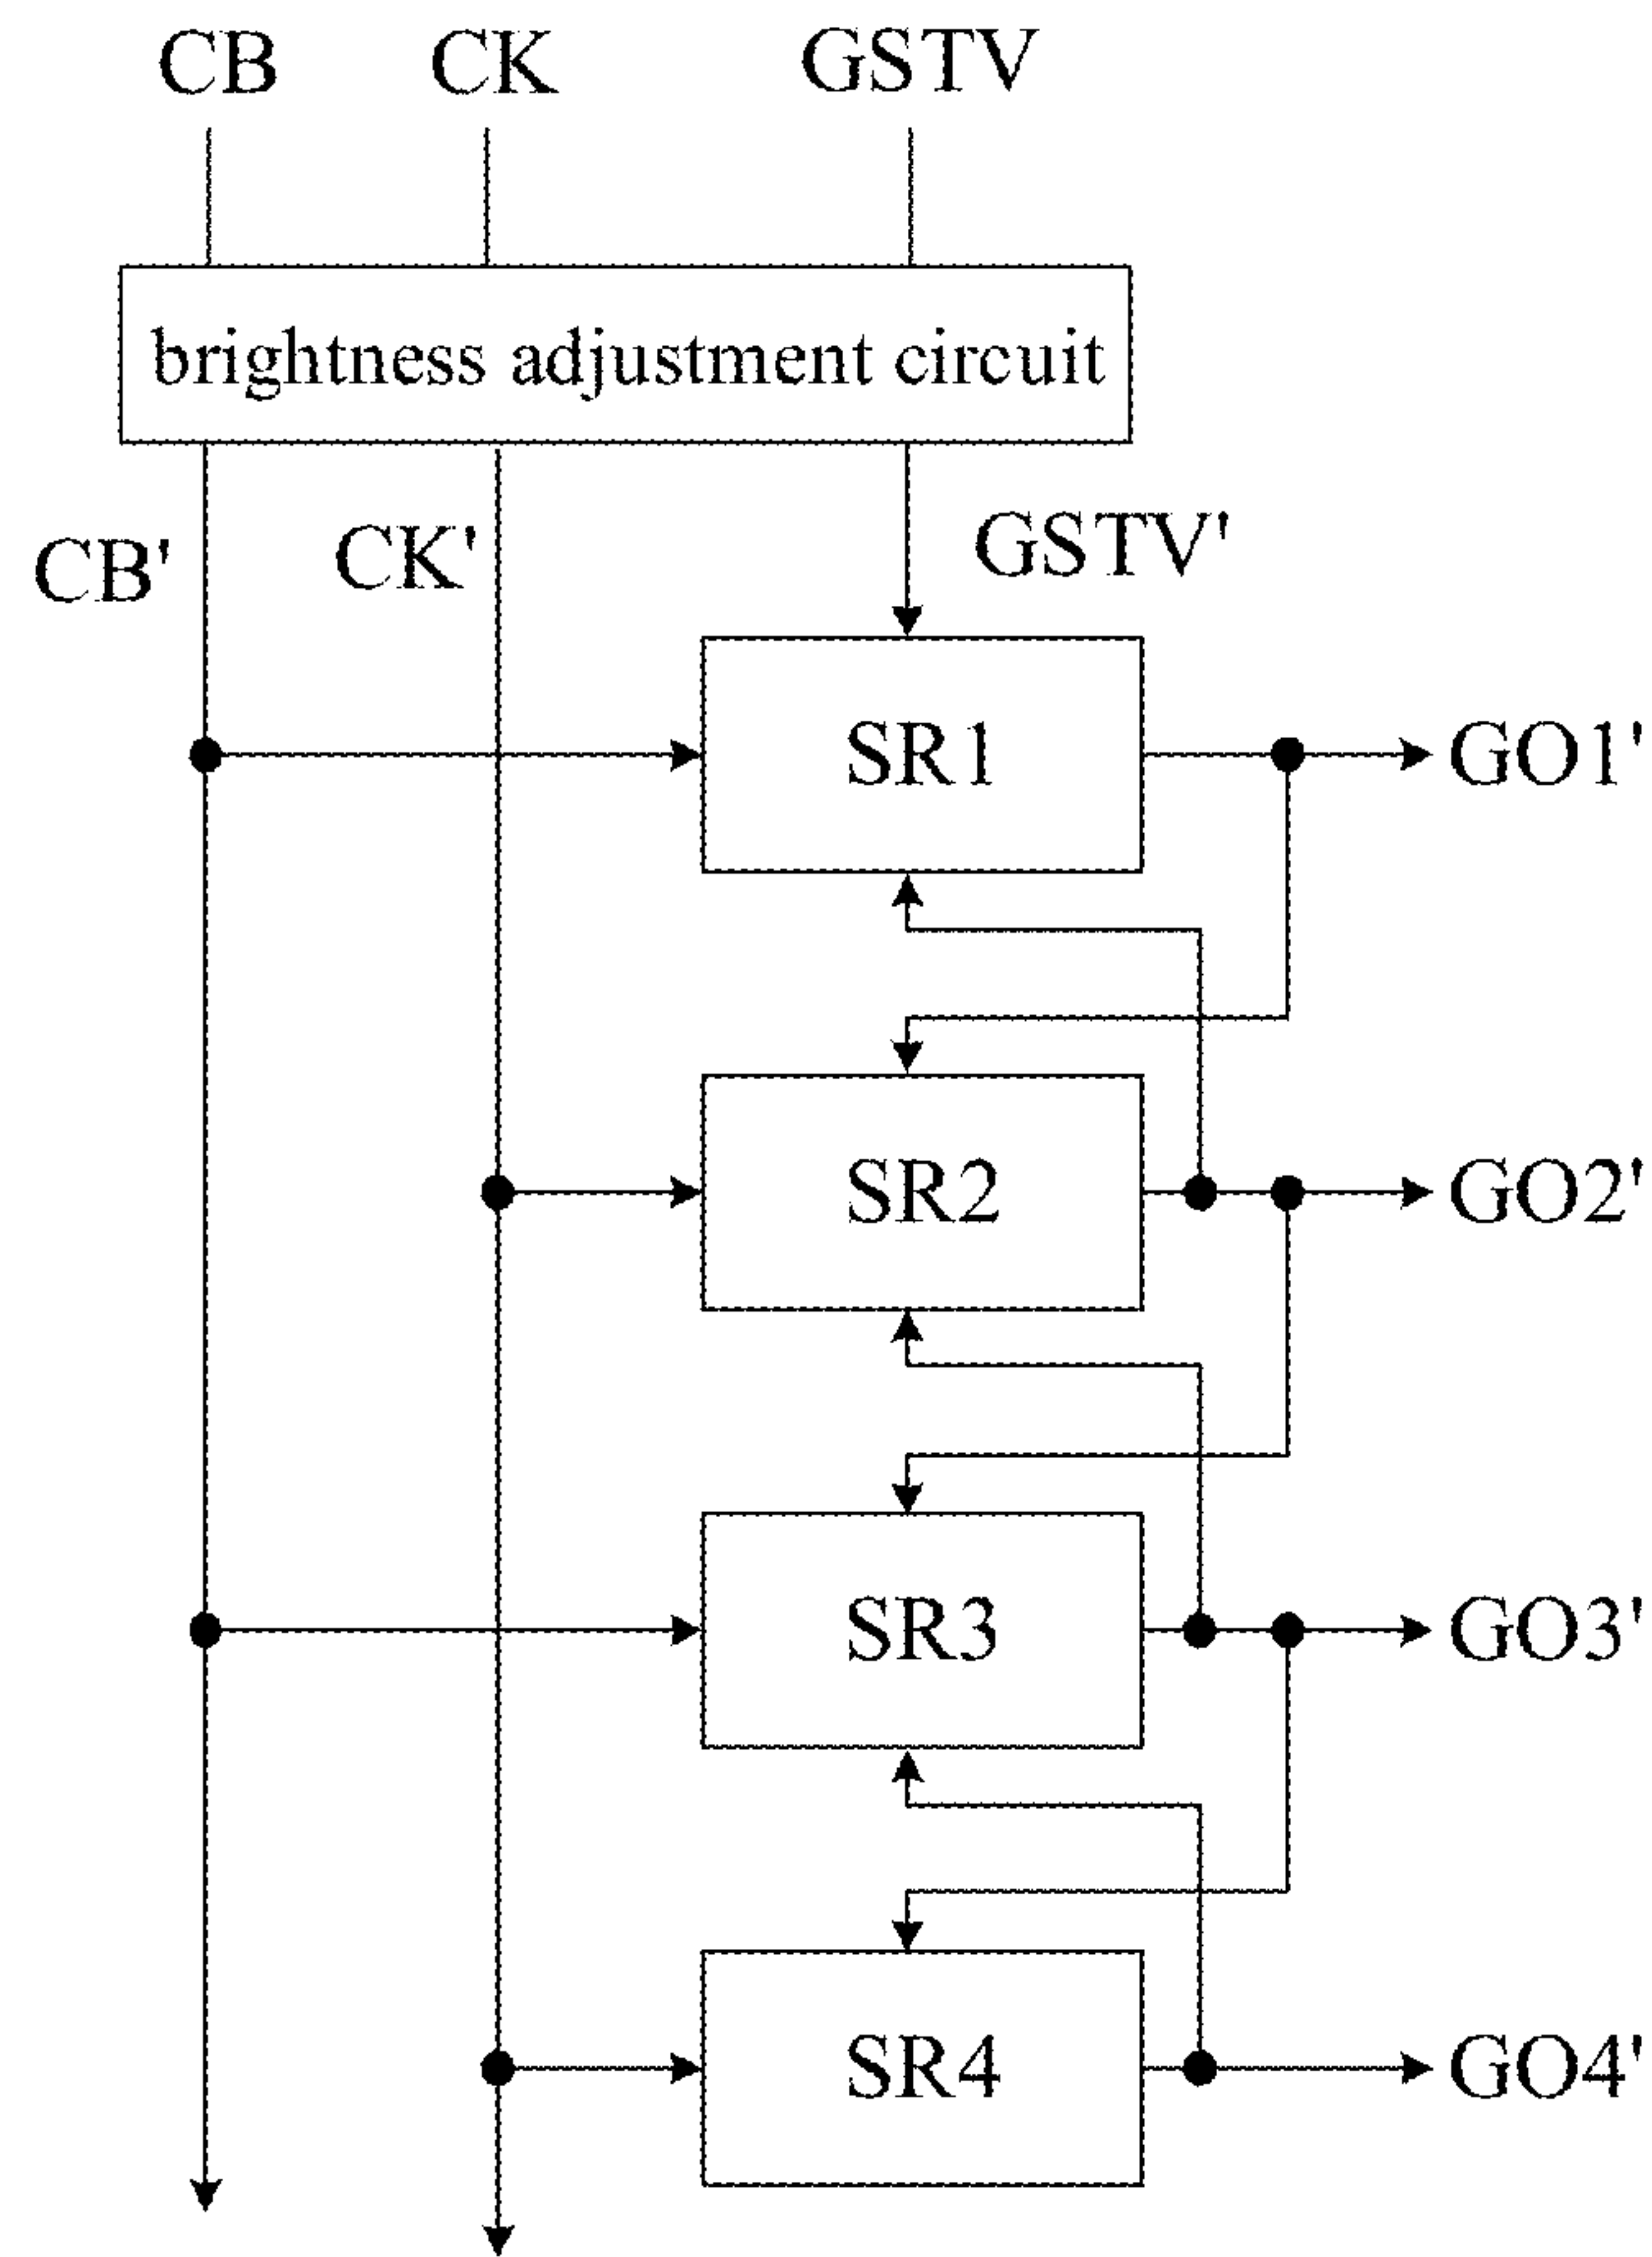 CB CK GSTV
brightness adjustment circuit
CB' CK' GSTV'
SR1 GO1'
SR2 GO2'
SR3 GO3'
SR4 GO4'